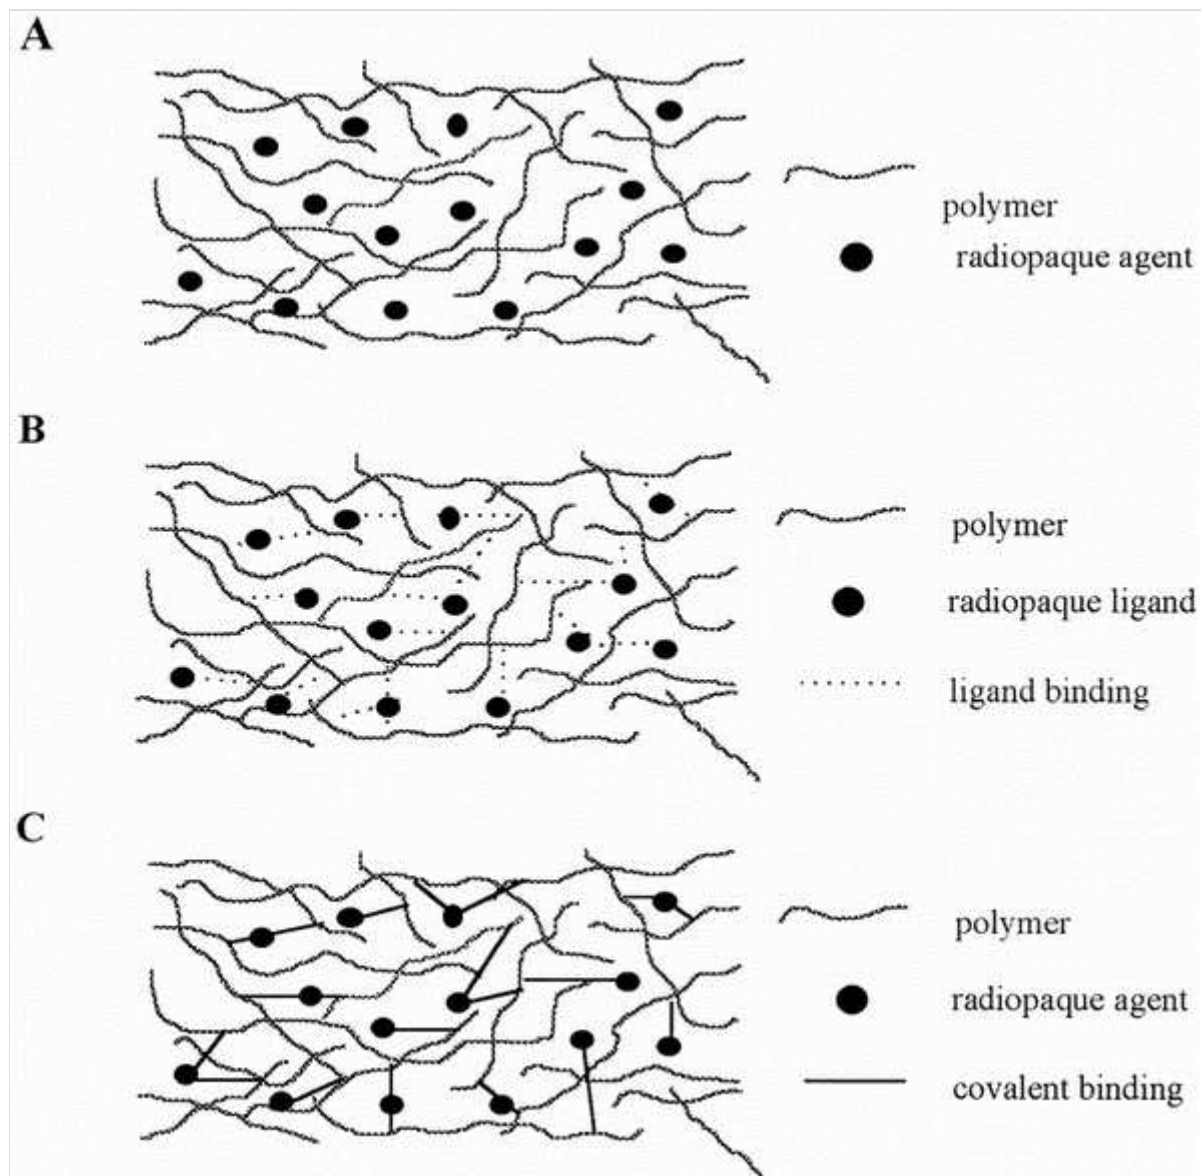 A
polymer
radiopaque agent
B
polymer
radiopaque ligand
ligand binding
C
polymer
radiopaque agent
covalent binding